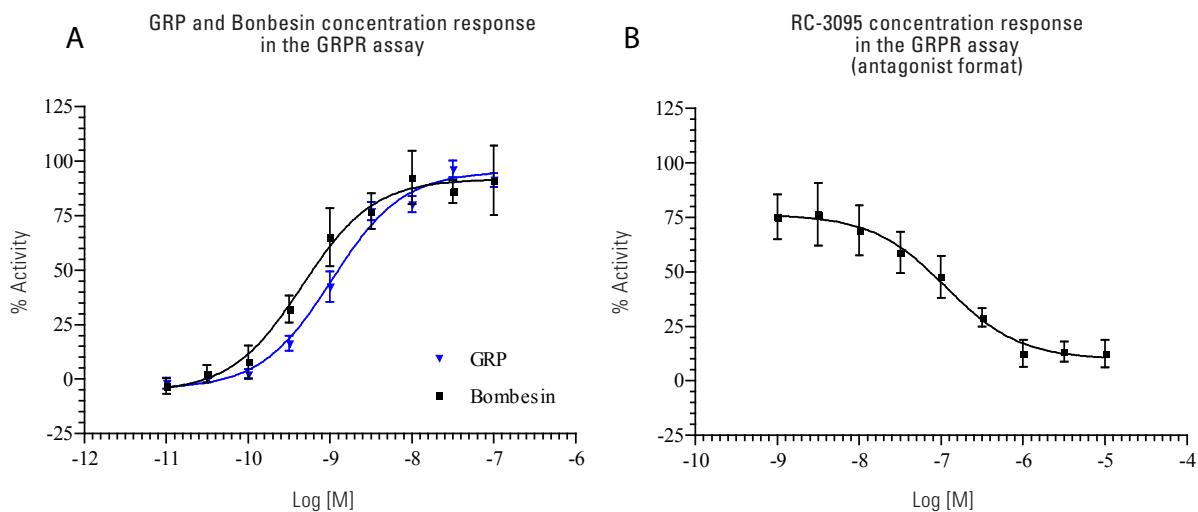 A
GRP and Bonbesin concentration response
in the GRPR assay
125
100
75
50
25
0
-25
% Activity
-12 -11 -10 -9 -8 -7 -6
Log [M]
GRP
Bombesin
B
RC-3095 concentration response
in the GRPR assay
(antagonist format)
125
100
75
50
25
0
-25
% Activity
-10 -9 -8 -7 -6 -5 -4
Log [M]